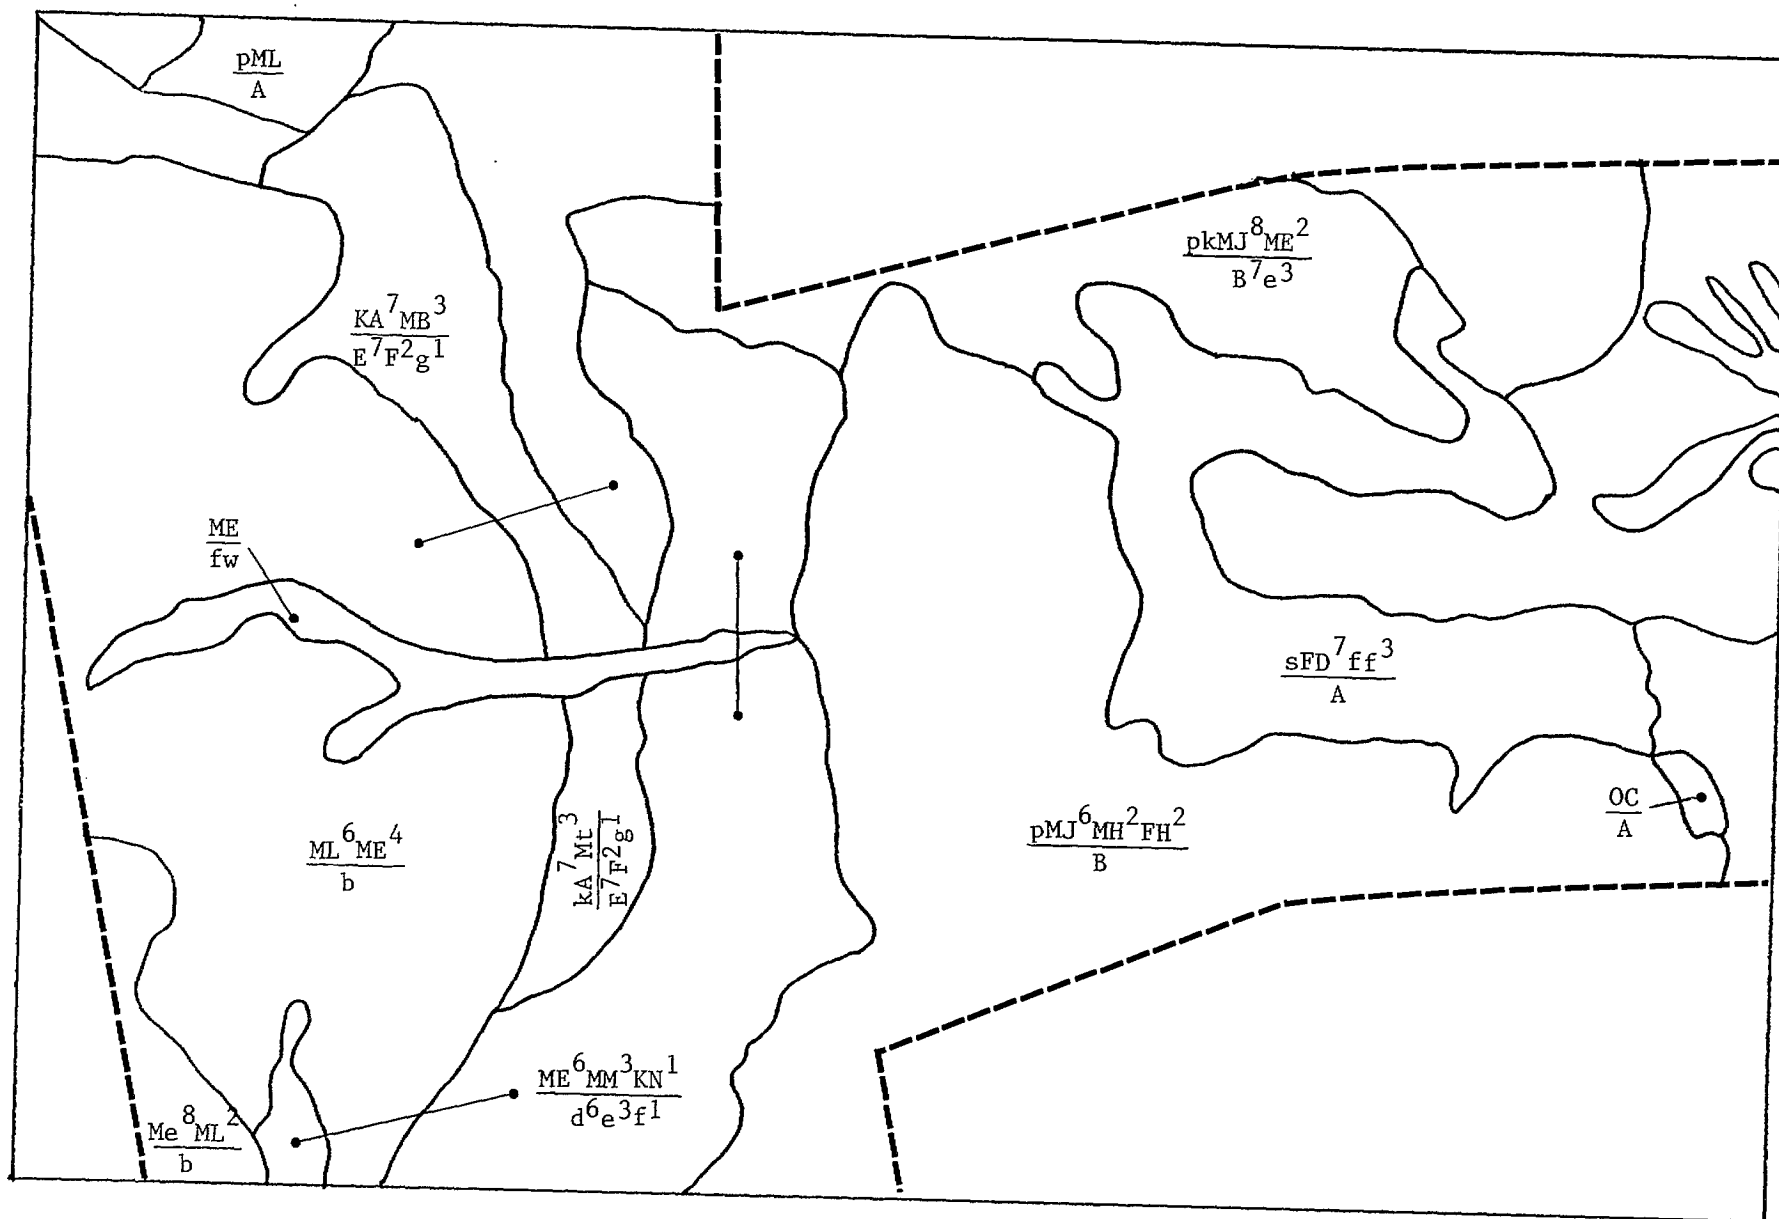 pML
A
pkMJ⁸ME²
B⁷e³
KA⁷MB³
E⁷F²g¹
ME
fw
sFD⁷ff³
A
OC
A
pMJ⁶MH²FH²
B
ML⁶ME⁴
b
kA⁷Mt³
E⁷F²g¹
ME⁶MM³KN¹
d⁶e³f¹
Me⁸ML²
b